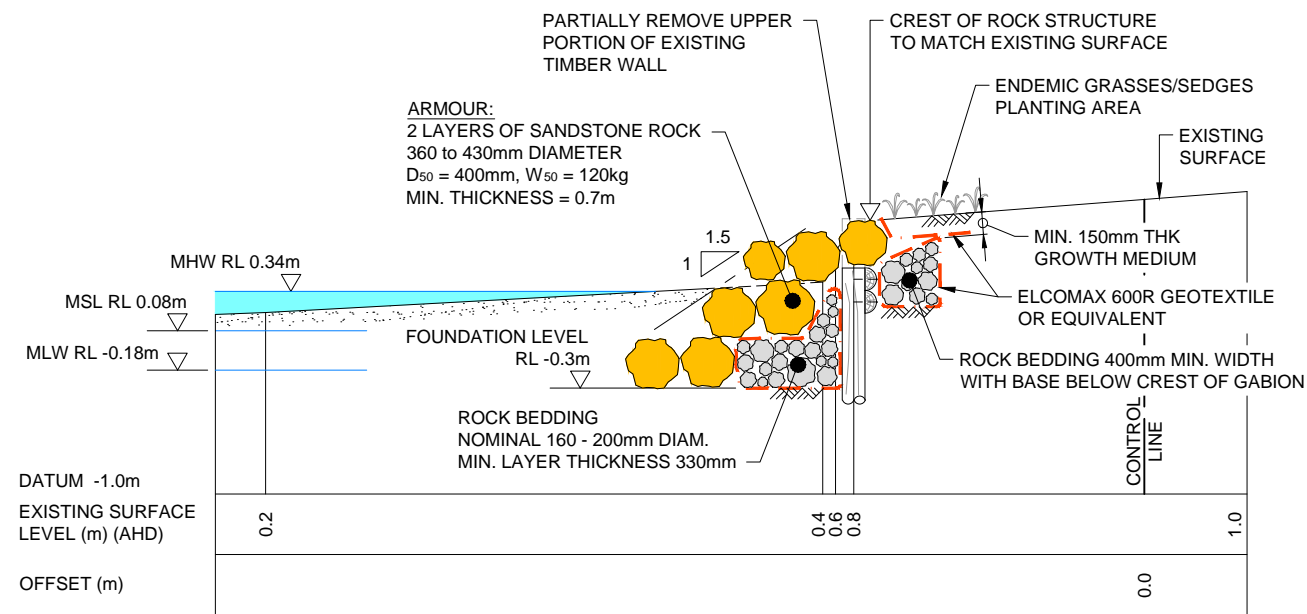 PARTIALLY REMOVE UPPER
PORTION OF EXISTING
TIMBER WALL
CREST OF ROCK STRUCTURE
TO MATCH EXISTING SURFACE
ENDEMIC GRASSES/SEDGES
PLANTING AREA
EXISTING
SURFACE
ARMOUR:
2 LAYERS OF SANDSTONE ROCK
360 to 430mm DIAMETER
D50 = 400mm, W50 = 120kg
MIN. THICKNESS = 0.7m
1.5
1
MIN. 150mm THK
GROWTH MEDIUM
MHW RL 0.34m
MSL RL 0.08m
MLW RL -0.18m
ELCOMAX 600R GEOTEXTILE
OR EQUIVALENT
FOUNDATION LEVEL
RL -0.3m
ROCK BEDDING 400mm MIN. WIDTH
WITH BASE BELOW CREST OF GABION
ROCK BEDDING
NOMINAL 160 - 200mm DIAM.
MIN. LAYER THICKNESS 330mm
CONTROL
LINE
DATUM -1.0m
EXISTING SURFACE
LEVEL (m) (AHD)
0.2
0.4
0.6
0.8
1.0
OFFSET (m)
0.0